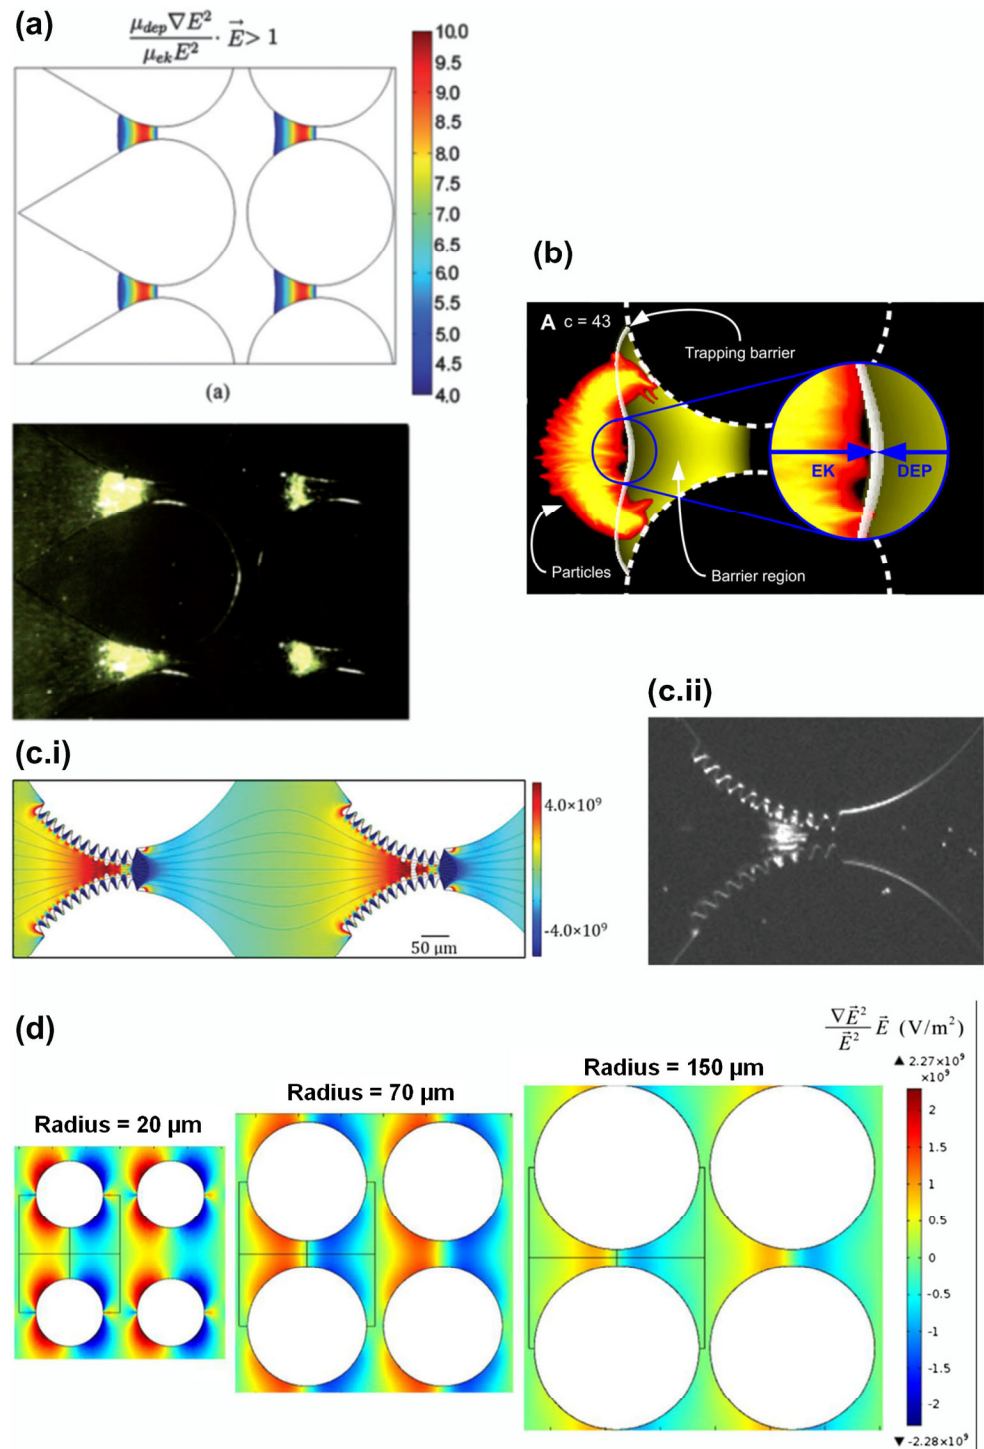 (a)
μ_dep ∇E² / μ_ek E² · E⃗ > 1
10.0
9.5
9.0
8.5
8.0
7.5
7.0
6.5
6.0
5.5
5.0
4.5
4.0
(a)
(b)
A c = 43
Trapping barrier
EK DEP
Particles
Barrier region
(c.i)
4.0×10⁹
-4.0×10⁹
50 μm
(c.ii)
(d)
∇E⃗² / E⃗² E⃗ (V/m²)
Radius = 20 μm
Radius = 70 μm
Radius = 150 μm
▲ 2.27×10⁹
×10⁹
2
1.5
1
0.5
0
-0.5
-1
-1.5
-2
▼ -2.28×10⁹